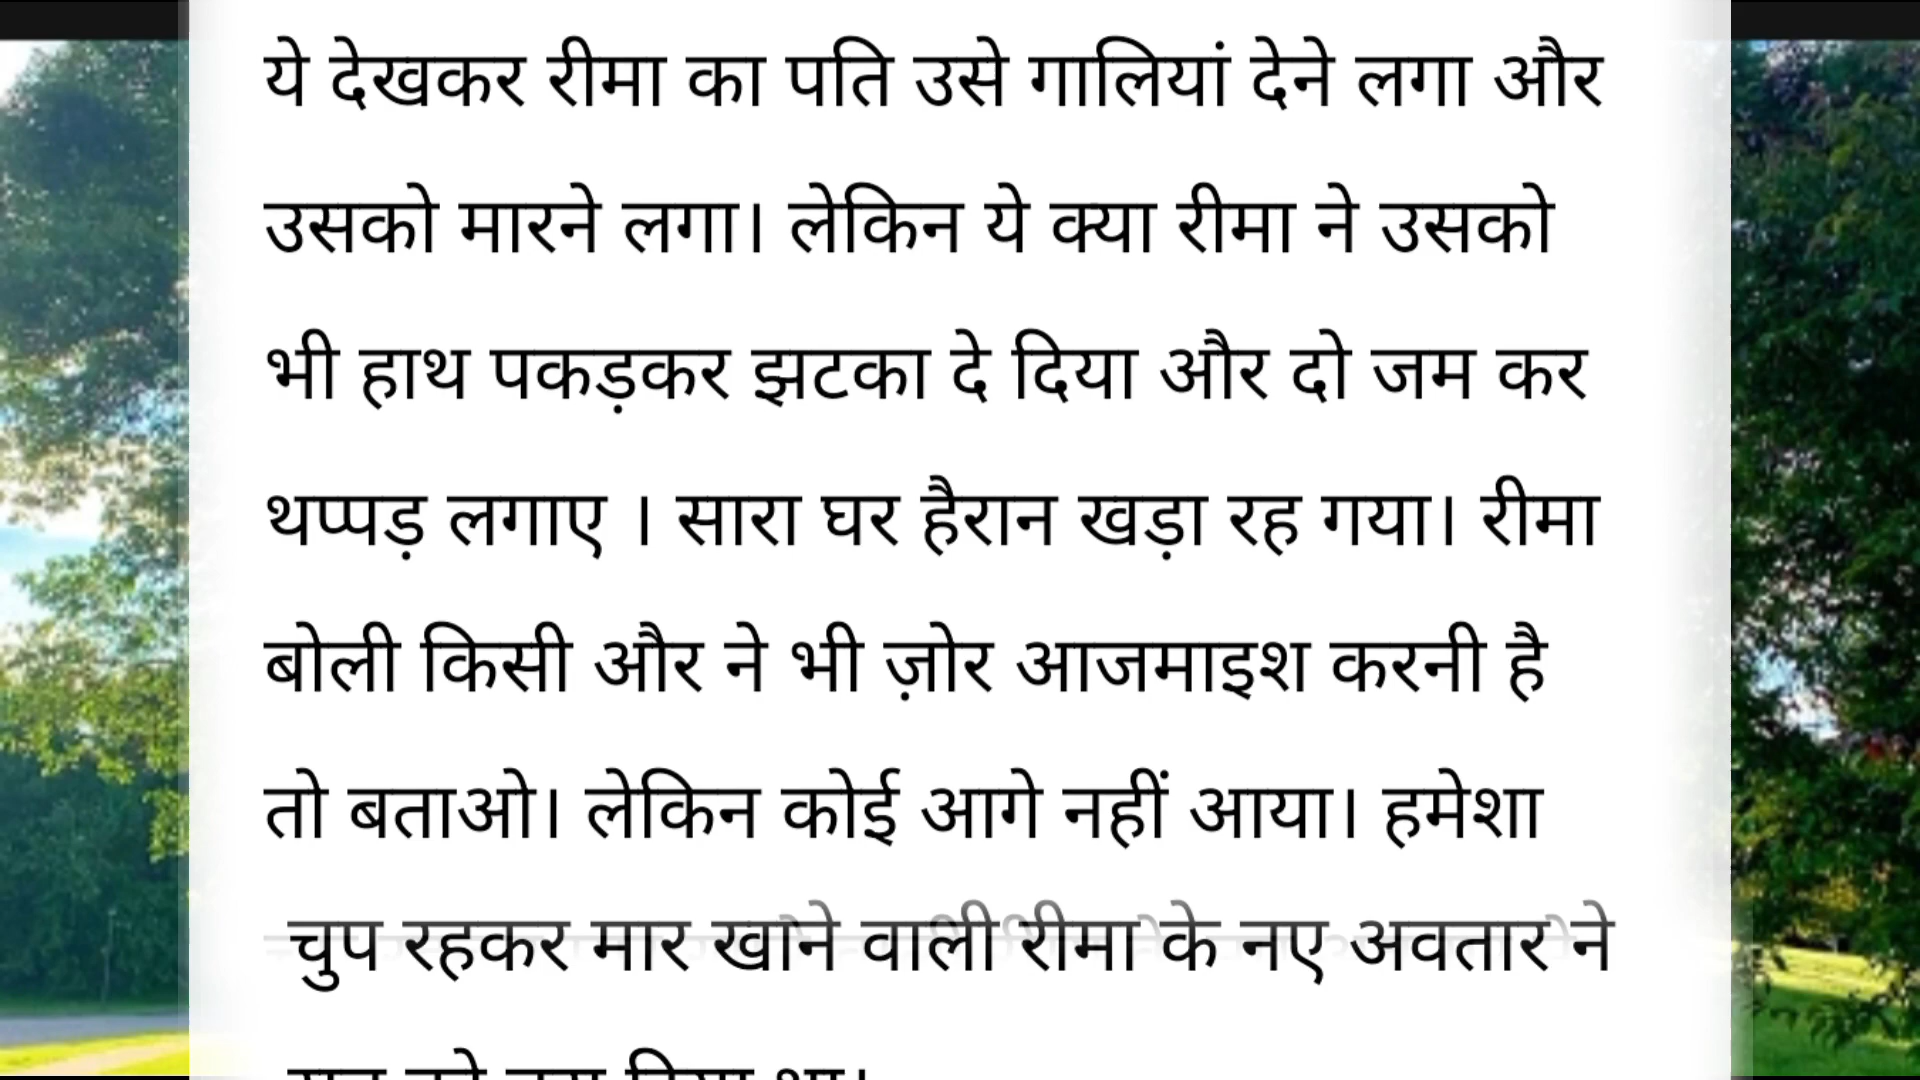 ये देखकर रीमा का पति उसे गालियां देने लगा और
उसको मारने लगा। लेकिन ये क्या रीमा ने उसको
भी हाथ पकड़कर झटका दे दिया और दो जम कर
थप्पड़ लगाए । सारा घर हैरान खड़ा रह गया। रीमा
बोली किसी और ने भी ज़ोर आजमाइश करनी है
तो बताओ। लेकिन कोई आगे नहीं आया। हमेशा
चुप रहकर मार खाने वाली रीमा के नए अवतार ने